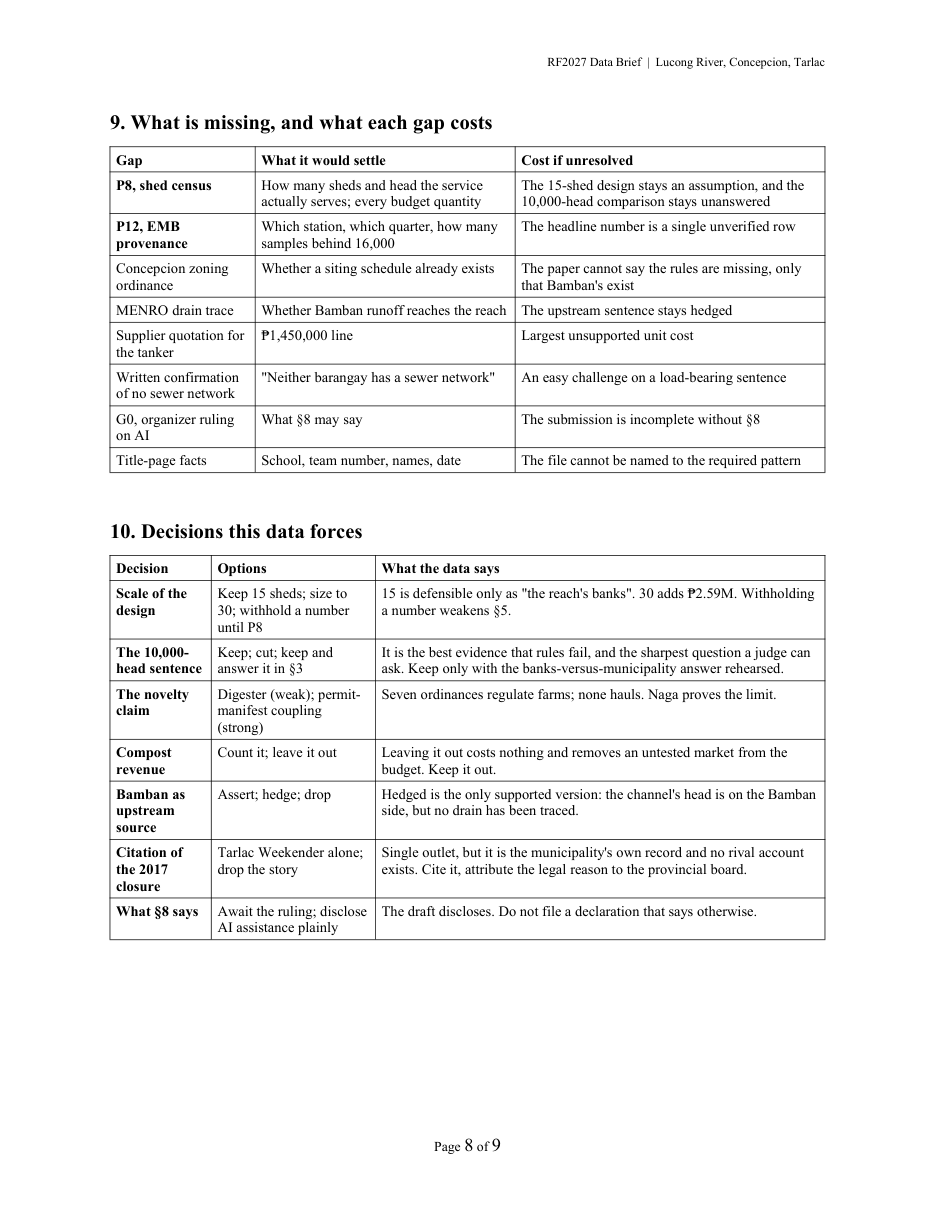 RF2027 Data Brief | Lucong River, Concepcion, Tarlac
9. What is missing, and what each gap costs
Gap What it would settle Cost if unresolved
P8, shed census How many sheds and head the service The 15-shed design stays an assumption, and the
actually serves; every budget quantity 10,000-head comparison stays unanswered
P12, EMB Which station, which quarter, how many The headline number is a single unverified row
provenance samples behind 16,000
Concepcion zoning Whether a siting schedule already exists The paper cannot say the rules are missing, only
ordinance that Bamban's exist
MENRO drain trace Whether Bamban runoff reaches the reach The upstream sentence stays hedged
Supplier quotation for ₱1,450,000 line Largest unsupported unit cost
the tanker
Written confirmation "Neither barangay has a sewer network" An easy challenge on a load-bearing sentence
of no sewer network
G0, organizer ruling What §8 may say The submission is incomplete without §8
on AI
Title-page facts School, team number, names, date The file cannot be named to the required pattern
10. Decisions this data forces
Decision Options What the data says
Scale of the Keep 15 sheds; size to 15 is defensible only as "the reach's banks". 30 adds ₱2.59M. Withholding
design 30; withhold a number a number weakens §5.
until P8
The 10,000- Keep; cut; keep and It is the best evidence that rules fail, and the sharpest question a judge can
head sentence answer it in §3 ask. Keep only with the banks-versus-municipality answer rehearsed.
The novelty Digester (weak); permit- Seven ordinances regulate farms; none hauls. Naga proves the limit.
claim manifest coupling
(strong)
Compost Count it; leave it out Leaving it out costs nothing and removes an untested market from the
revenue budget. Keep it out.
Bamban as Assert; hedge; drop Hedged is the only supported version: the channel's head is on the Bamban
upstream side, but no drain has been traced.
source
Citation of Tarlac Weekender alone; Single outlet, but it is the municipality's own record and no rival account
the 2017 drop the story exists. Cite it, attribute the legal reason to the provincial board.
closure
What §8 says Await the ruling; disclose The draft discloses. Do not file a declaration that says otherwise.
AI assistance plainly
Page 8 of 9